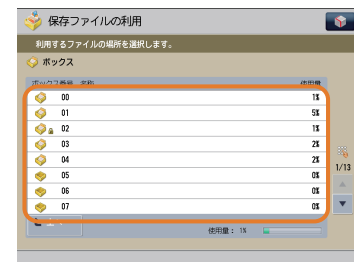 保存ファイルの利用
利用するファイルの場所を選択します。
ボックス
ボックス番号 名称 使用量
00 1%
01 5%
02 1%
03 2%
04 2%
05 0%
06 0%
07 0%
1/13
使用量： 1%